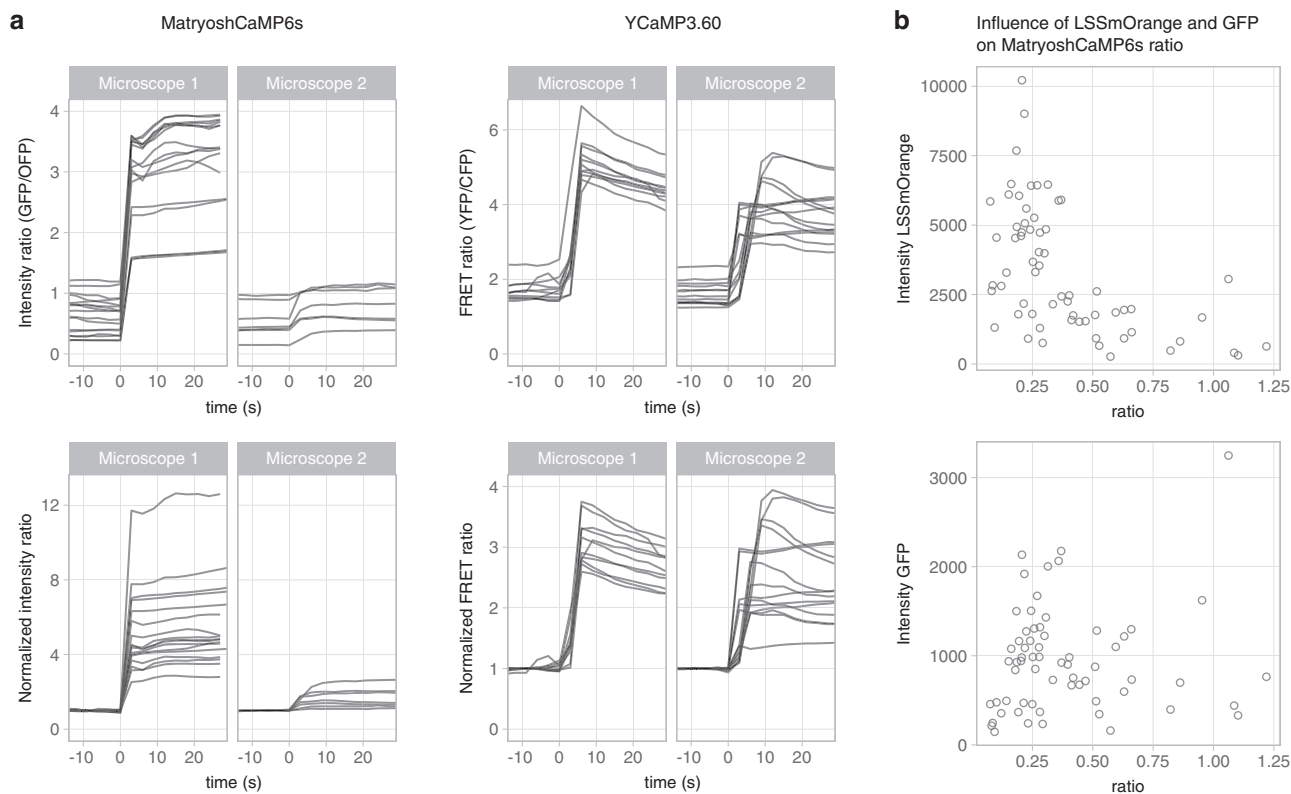 a
MatryoshCaMP6s
YCaMP3.60
b
Influence of LSSmOrange and GFP
on MatryoshCaMP6s ratio
Microscope 1
Microscope 2
Intensity ratio (GFP/OFP)
4
3
2
1
0
-10 0 10 20
-10 0 10 20
time (s)
Microscope 1
Microscope 2
FRET ratio (YFP/CFP)
6
4
2
0
-10 0 10 20
-10 0 10 20
time (s)
Intensity LSSmOrange
10000
7500
5000
2500
0
0.25 0.50 0.75 1.00 1.25
ratio
Microscope 1
Microscope 2
Normalized intensity ratio
12
8
4
0
-10 0 10 20
-10 0 10 20
time (s)
Microscope 1
Microscope 2
Normalized FRET ratio
4
3
2
1
0
-10 0 10 20
-10 0 10 20
time (s)
Intensity GFP
3000
2000
1000
0
0.25 0.50 0.75 1.00 1.25
ratio